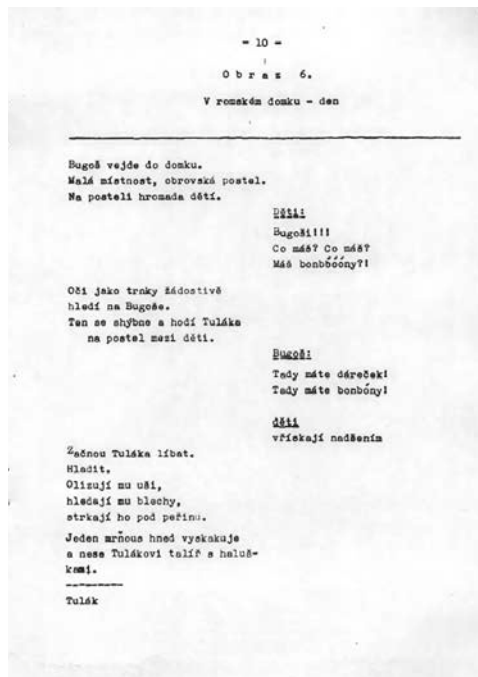 - 10 -
O b r a z   6.
V romském domku - den
Bugoš vejde do domku.
Malá místnost, obrovská postel.
Na posteli hromada dětí.
Děti:
Bugoši!!!
Co máš? Co máš?
Máš bonbóóóny?!
Oči jako trnky žádostivě
hledí na Bugoše.
Ten se shýbne a hodí Tuláka
na postel mezi děti.
Bugoš:
Tady máte dáreček!
Tady máte bonbóny!
děti
vřískají nadšením
Začnou Tuláka líbat.
Hladit.
Olizují mu uši,
hledají mu blechy,
strkají ho pod peřinu.
Jeden mrňous hned vyskakuje
a nese Tulákovi talíř s haluš-
kami.
Tulák